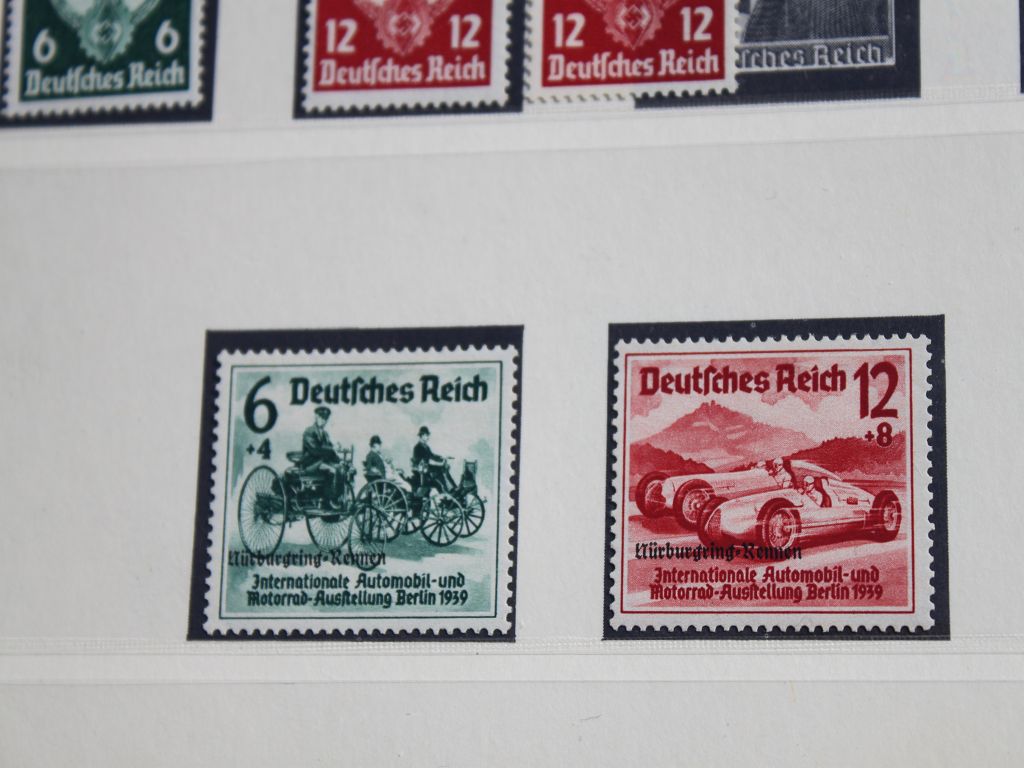 6 6
Deutſches Reich
12 12
Deutſches Reich
12 12
Deutſches Reich
Reich
6 Deutſches Reich
+4
Nürburgring-Rennen
Internationale Automobil-und
Motorrad-Ausſtellung Berlin 1939
Deutſches Reich 12
+8
Nürburgring-Rennen
Internationale Automobil-und
Motorrad-Ausſtellung Berlin 1939